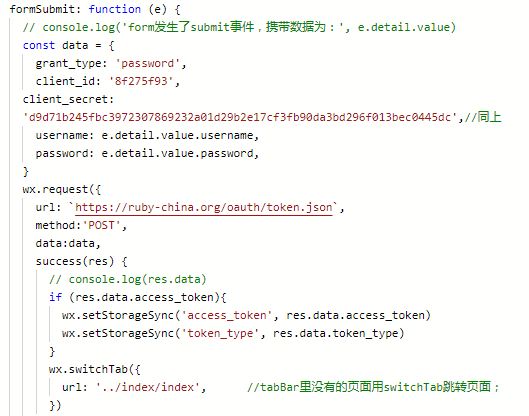 formSubmit: function (e) {
// console.log('form发生了submit事件，携带数据为：', e.detail.value)
const data = {
grant_type: 'password',
client_id: '8f275f93',
client_secret:
'd9d71b245fbc3972307869232a01d29b2e17cf3fb90da3bd296f013bec0445dc',//同上
username: e.detail.value.username,
password: e.detail.value.password,
}
wx.request({
url: `https://ruby-china.org/oauth/token.json`,
method:'POST',
data:data,
success(res) {
// console.log(res.data)
if (res.data.access_token){
wx.setStorageSync('access_token', res.data.access_token)
wx.setStorageSync('token_type', res.data.token_type)
}
wx.switchTab({
url: '../index/index', //tabBar里没有的页面用switchTab跳转页面；
})